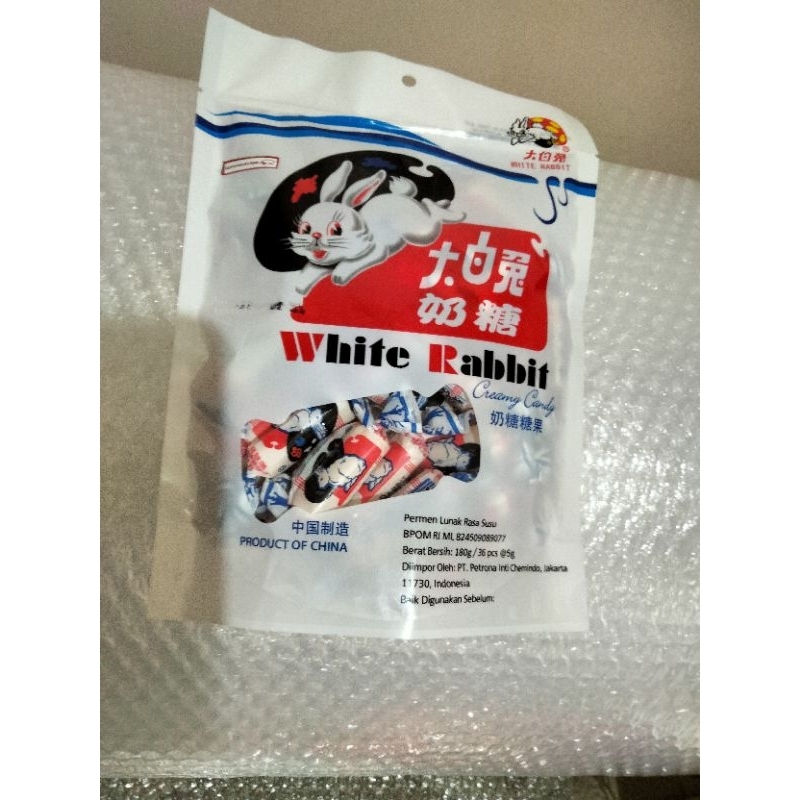 大白兔
WHITE RABBIT
大白兔
奶糖
White Rabbit
Creamy Candy
奶糖糖果
中国制造
PRODUCT OF CHINA
Permen Lunak Rasa Susu
BPOM RI ML 824509089077
Berat Bersih: 180g / 36 pcs @5g
Diimpor Oleh: PT. Petrona Inti Chemindo, Jakarta
11730, Indonesia
Baik Digunakan Sebelum: